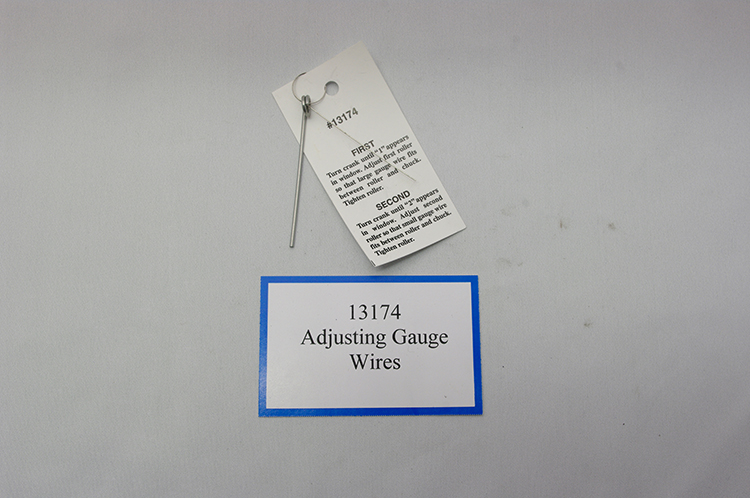 #13174
FIRST
Turn crank until "1" appears
in window. Adjust first roller
so that large gauge wire fits
between roller and chuck.
Tighten roller.
SECOND
Turn crank until "2" appears
in window. Adjust second
roller so that small gauge wire
fits between roller and chuck.
Tighten roller.
13174
Adjusting Gauge
Wires